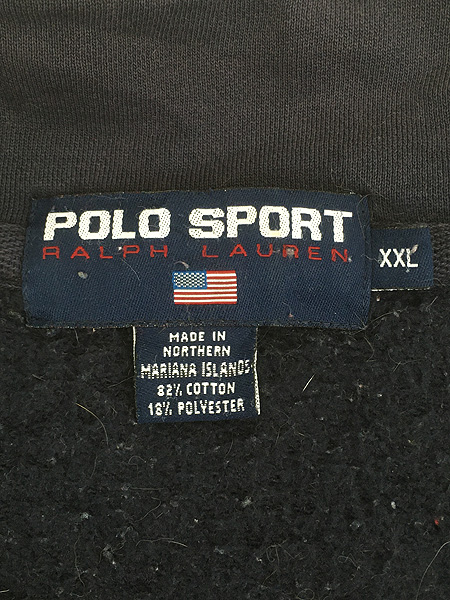 POLO SPORT
RALPH LAUREN
XXL
MADE IN
NORTHERN
MARIANA ISLANDS
82% COTTON
18% POLYESTER